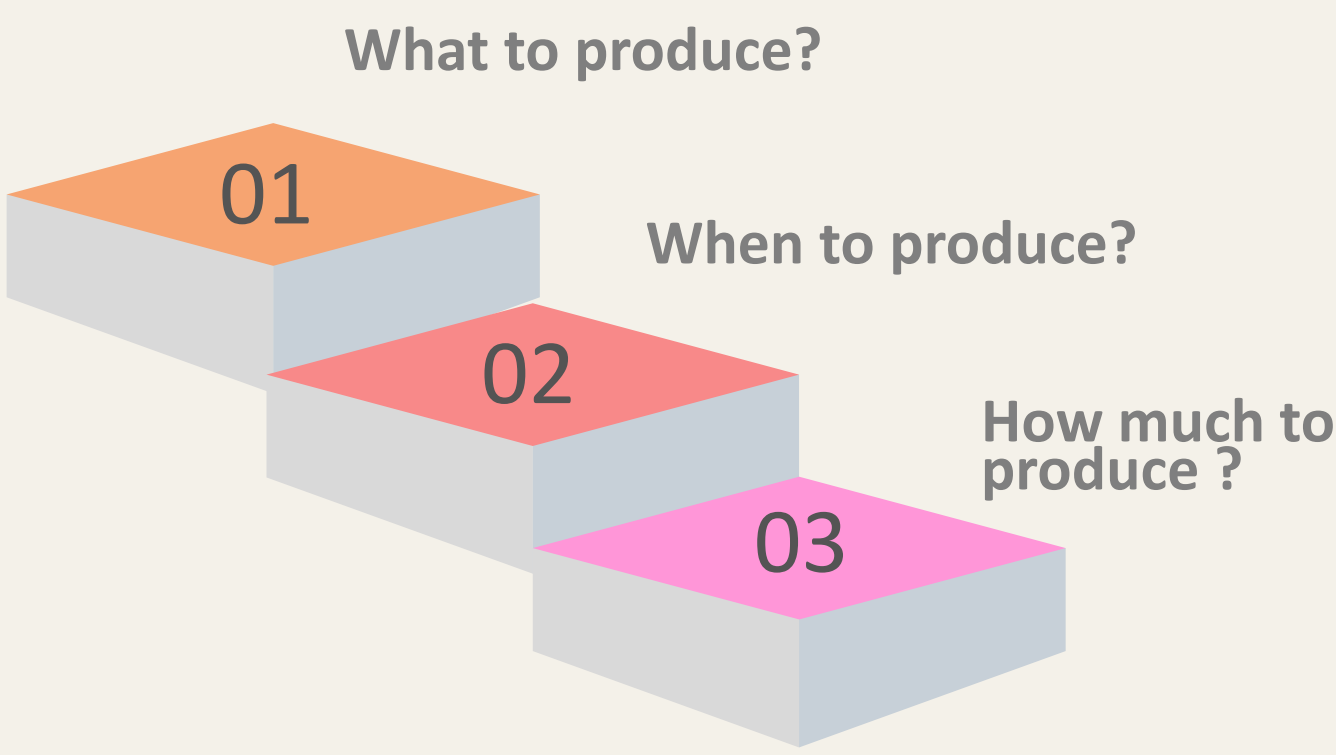 What to produce?
01
When to produce?
02
How much to
produce ?
03